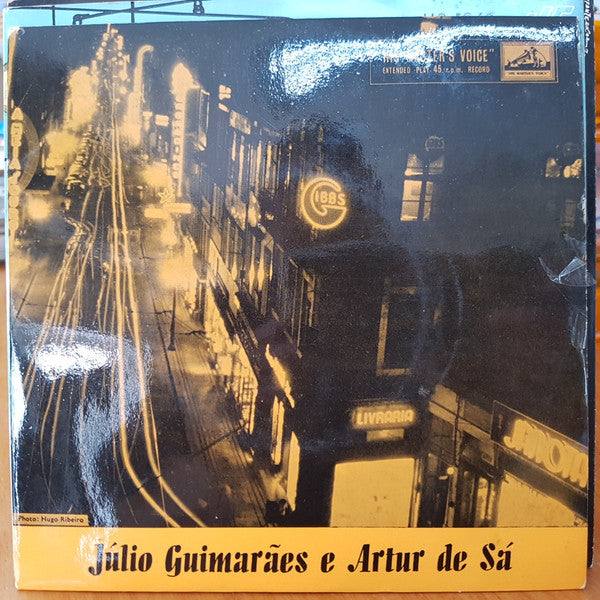 "HIS MASTER'S VOICE"
EXTENDED PLAY 45 r.p.m. RECORD
HIS MASTER'S VOICE
GIBBS
LIVRARIA
Photo: Hugo Ribeiro
Júlio Guimarães e Artur de Sá